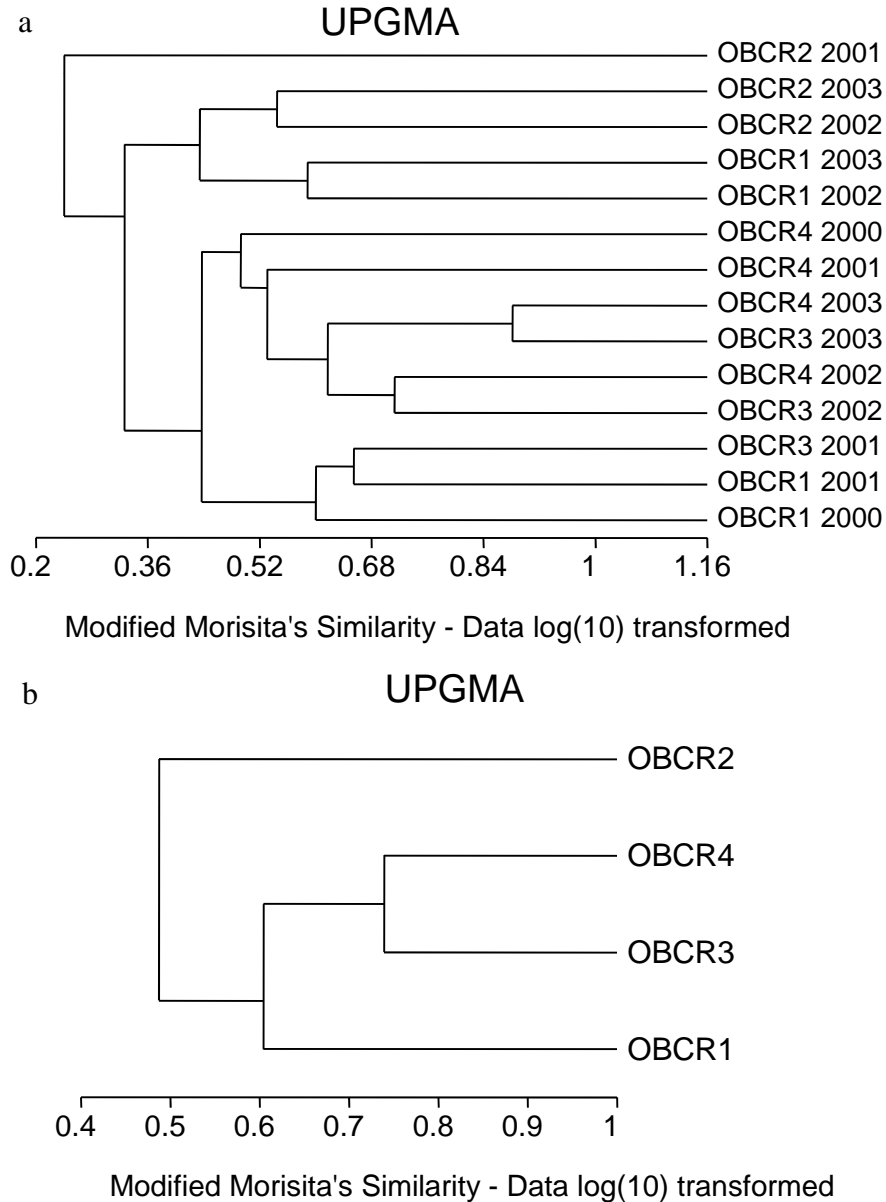 a
UPGMA
OBCR2 2001
OBCR2 2003
OBCR2 2002
OBCR1 2003
OBCR1 2002
OBCR4 2000
OBCR4 2001
OBCR4 2003
OBCR3 2003
OBCR4 2002
OBCR3 2002
OBCR3 2001
OBCR1 2001
OBCR1 2000
0.2 0.36 0.52 0.68 0.84 1 1.16
Modified Morisita's Similarity - Data log(10) transformed
b
UPGMA
OBCR2
OBCR4
OBCR3
OBCR1
0.4 0.5 0.6 0.7 0.8 0.9 1
Modified Morisita's Similarity - Data log(10) transformed